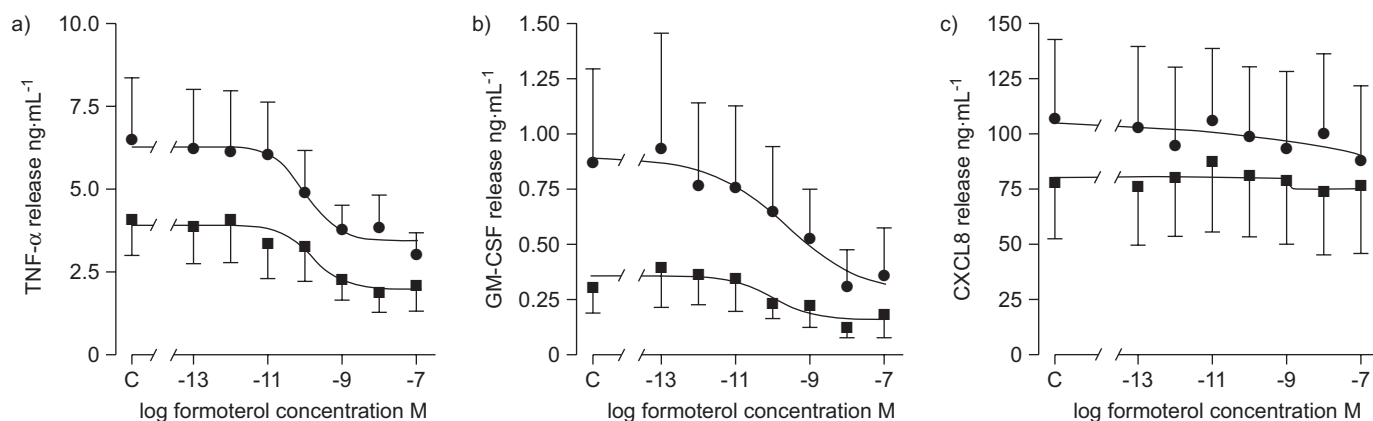 a)
10.0
7.5
5.0
2.5
0
TNF-α release ng·mL⁻¹
C -13 -11 -9 -7
log formoterol concentration M
b)
1.50
1.25
1.00
0.75
0.50
0.25
0
GM-CSF release ng·mL⁻¹
C -13 -11 -9 -7
log formoterol concentration M
c)
150
125
100
75
50
25
0
CXCL8 release ng·mL⁻¹
C -13 -11 -9 -7
log formoterol concentration M